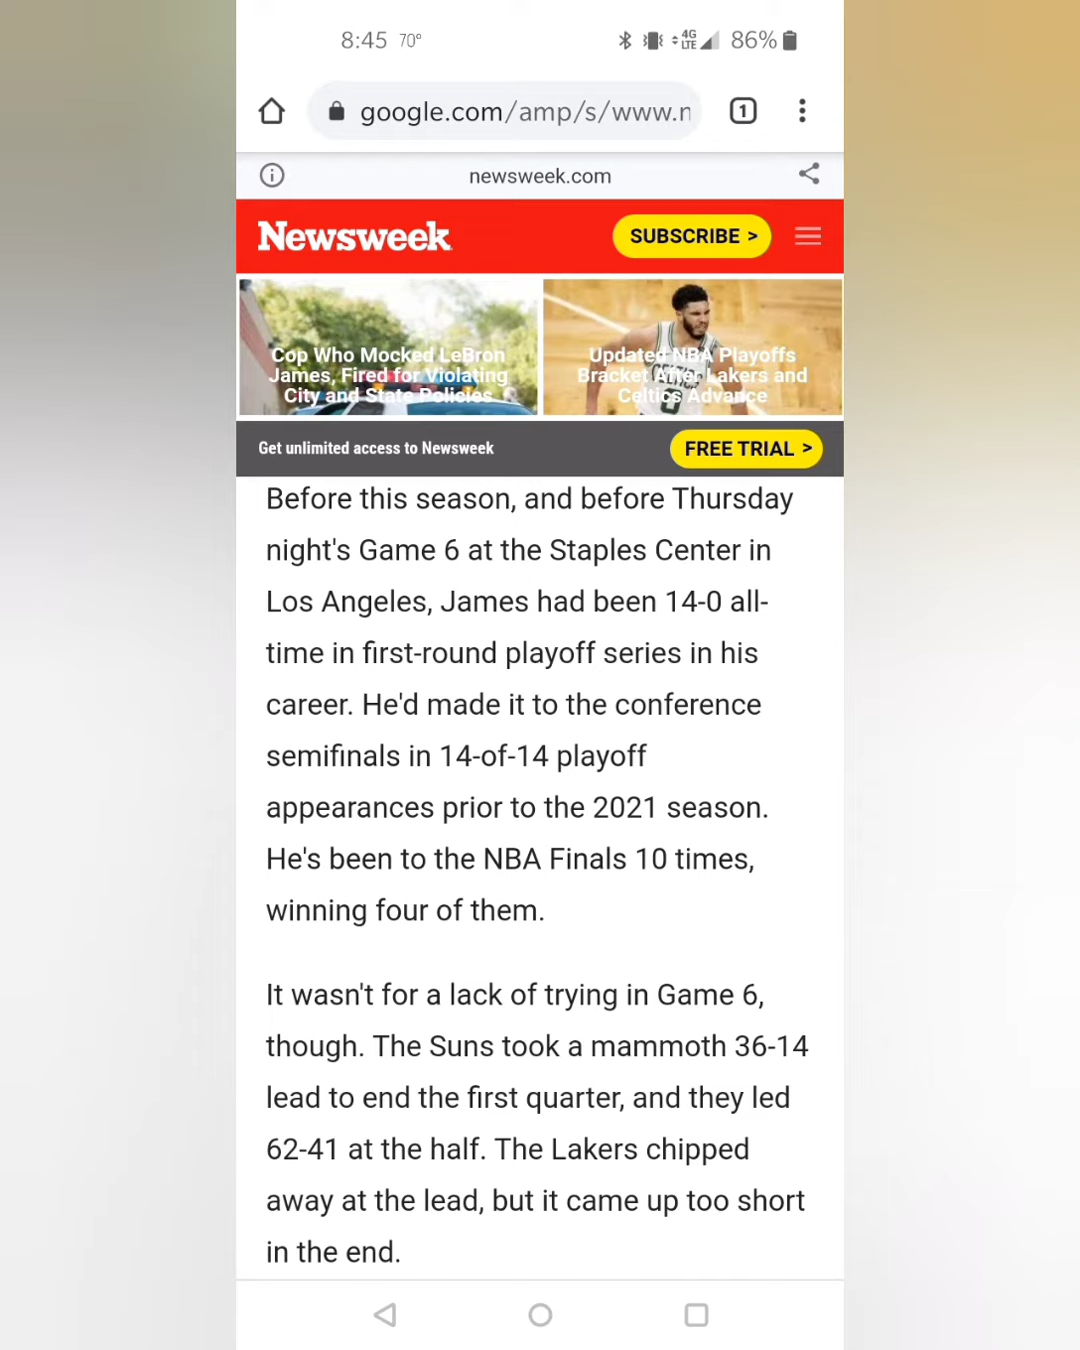 8:45 70° 4G LTE 86%
google.com/amp/s/www.n 1
newsweek.com
Newsweek SUBSCRIBE >
Cop Who Mocked LeBron
James, Fired for Violating
City and State Policies
Updated NBA Playoffs
Bracket After Lakers and
Celtics Advance
Get unlimited access to Newsweek FREE TRIAL >
Before this season, and before Thursday
night's Game 6 at the Staples Center in
Los Angeles, James had been 14-0 all-
time in first-round playoff series in his
career. He'd made it to the conference
semifinals in 14-of-14 playoff
appearances prior to the 2021 season.
He's been to the NBA Finals 10 times,
winning four of them.
It wasn't for a lack of trying in Game 6,
though. The Suns took a mammoth 36-14
lead to end the first quarter, and they led
62-41 at the half. The Lakers chipped
away at the lead, but it came up too short
in the end.